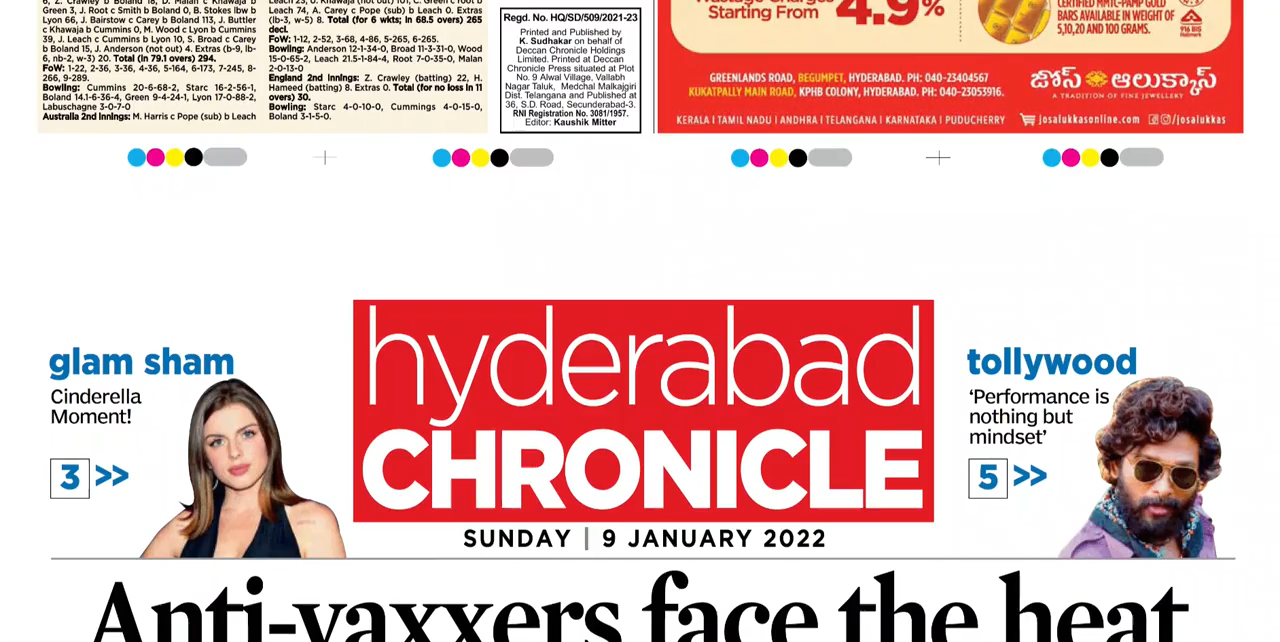 6, Z. Crawley b Boland 18, D. Malan c Khawaja b
Green 3, J. Root c Smith b Boland 0, B. Stokes lbw b
Lyon 66, J. Bairstow c Carey b Boland 113, J. Buttler
c Khawaja b Cummins 0, M. Wood c Lyon b Cummins
39, J. Leach c Cummins b Lyon 10, S. Broad c Carey
b Boland 15, J. Anderson (not out) 4. Extras (b-9, lb-
6, nb-2, w-3) 20. Total (in 79.1 overs) 294.
FoW: 1-22, 2-36, 3-36, 4-36, 5-164, 6-173, 7-245, 8-
266, 9-289.
Bowling: Cummins 20-6-68-2, Starc 16-2-56-1,
Boland 14.1-6-36-4, Green 9-4-24-1, Lyon 17-0-88-2,
Labuschagne 3-0-7-0
Australia 2nd Innings: M. Harris c Pope (sub) b Leach
Leach 23, U. Khawaja (not out) 101, C. Green c Root b
Leach 74, A. Carey c Pope (sub) b Leach 0. Extras
(lb-3, w-5) 8. Total (for 6 wkts; in 68.5 overs) 265
decl.
FoW: 1-12, 2-52, 3-68, 4-86, 5-265, 6-265.
Bowling: Anderson 12-1-34-0, Broad 11-3-31-0, Wood
15-0-65-2, Leach 21.5-1-84-4, Root 7-0-35-0, Malan
2-0-13-0
England 2nd Innings: Z. Crawley (batting) 22, H.
Hameed (batting) 8. Extras 0. Total (for no loss in 11
overs) 30.
Bowling: Starc 4-0-10-0, Cummings 4-0-15-0,
Boland 3-1-5-0.
Regd. No. HQ/SD/509/2021-23
Printed and Published by
K. Sudhakar on behalf of
Deccan Chronicle Holdings
Limited. Printed at Deccan
Chronicle Press situated at Plot
No. 9 Alwal Village, Vallabh
Nagar Taluk, Medchal Malkajgiri
Dist. Telangana and Published at
36, S.D. Road, Secunderabad-3.
RNI Registration No. 3081/1957.
Editor: Kaushik Mitter
Wastage Charges
Starting From 4.9%
CERTIFIED MMTC-PAMP GOLD
BARS AVAILABLE IN WEIGHT OF
5,10,20 AND 100 GRAMS.
916 BIS
Hallmark
GREENLANDS ROAD, BEGUMPET, HYDERABAD. PH: 040-23404567
KUKATPALLY MAIN ROAD, KPHB COLONY, HYDERABAD. PH: 040-23053916.
జోస్ ఆలుక్కాస్
A TRADITION OF FINE JEWELLERY
KERALA | TAMIL NADU | ANDHRA | TELANGANA | KARNATAKA | PUDUCHERRY
josalukkasonline.com /josalukkas
glam sham
Cinderella
Moment!
3 >>
hyderabad
CHRONICLE
SUNDAY | 9 JANUARY 2022
tollywood
‘Performance is
nothing but
mindset’
5 >>
Anti-vaxxers face the heat